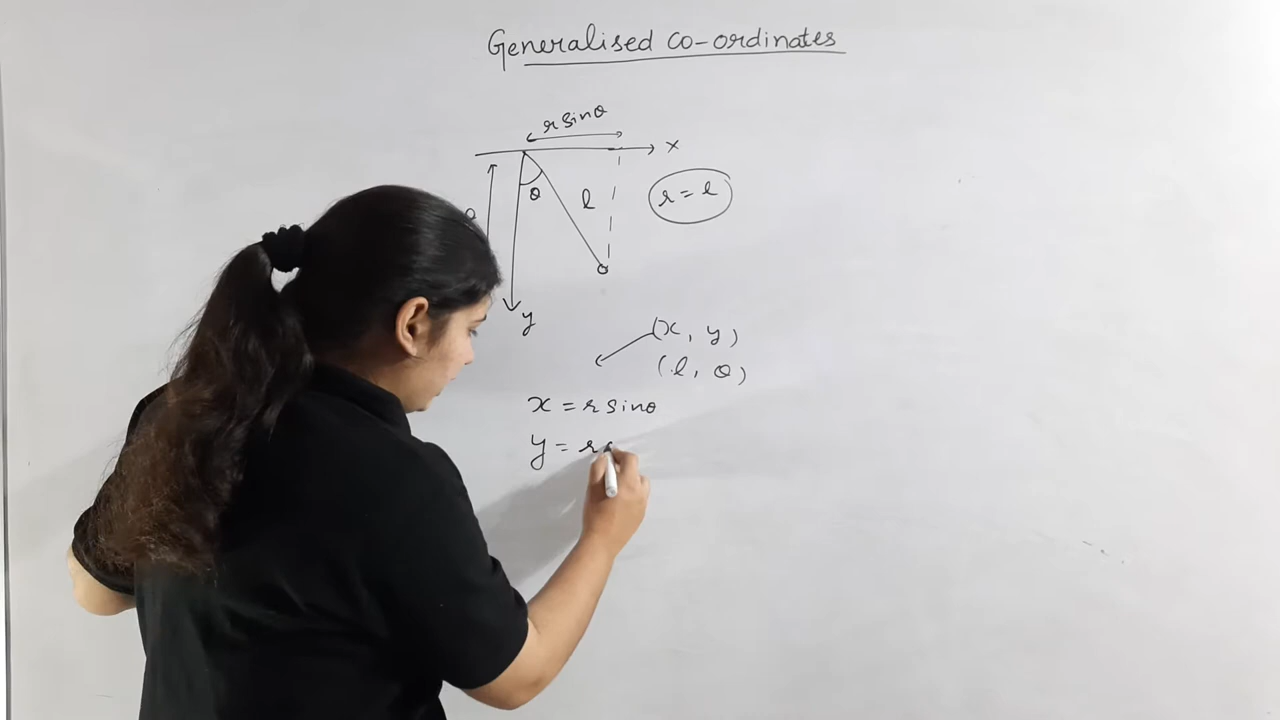 Generalised co-ordinates
r sinθ
x
θ
l
r = l
θ
y
(x, y)
(l, θ)
x = r sinθ
y = r